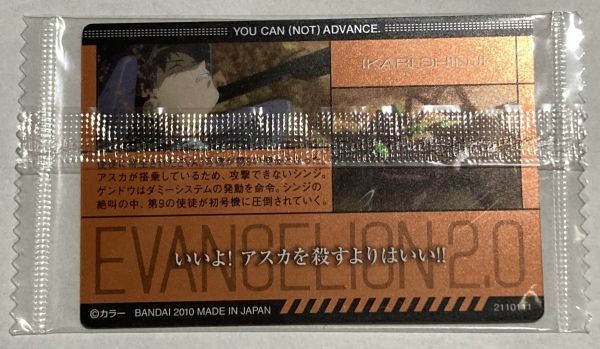 YOU CAN (NOT) ADVANCE.
IKARI SHINJI
アスカが搭乗しているため、攻撃できないシンジ。
ゲンドウはダミーシステムの発動を命令。シンジの
絶叫の中、第9の使徒が初号機に圧倒されていく。
EVANGELION 2.0
いいよ! アスカを殺すよりはいい!!
©カラー BANDAI 2010 MADE IN JAPAN
2110111